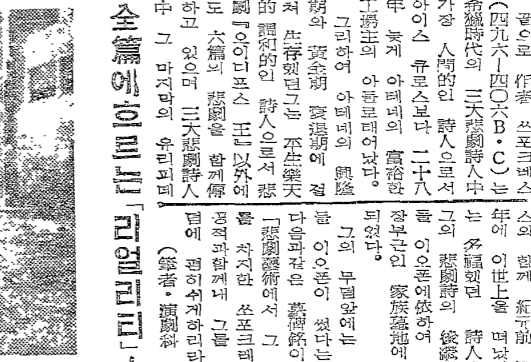 끝으로 作者 쏘포크레스
(四九六—四○六B·C)는
希臘時代의 三大悲劇詩人中
가장 人間的인 詩人으로서
아이스큐로스보다 二十八
年 늦게 아테네의 富裕한
工場主의 아들로태어났다.
그리하여 아테네의 興隆
期와 黃金期 衰退期에 걸
쳐 生存했던그는 平生樂天
的 調和的인 詩人으로서 悲
劇『오이디프스 王』以外에
도 六篇의 悲劇을 함께傳
하고 있으며 三大悲劇詩人
中 그 마지막의 유리피데
스와 함께 紀元前
年에 이世上을 떠났
는 多福했던 詩人
그의 悲劇詩의 後繼
들 이오폰에依하여
장부근인 家族墓地에
되었다.
그의 무덤앞에는
들 이오폰이 썼다는
다음과같은 墓碑銘이
「悲劇藝術에서 그
를 차지한 쏘포크레
공적과함께내 그를
덤에 편히쉬게하리라
(筆者·演劇科
全篇에흐르는「리얼리티」